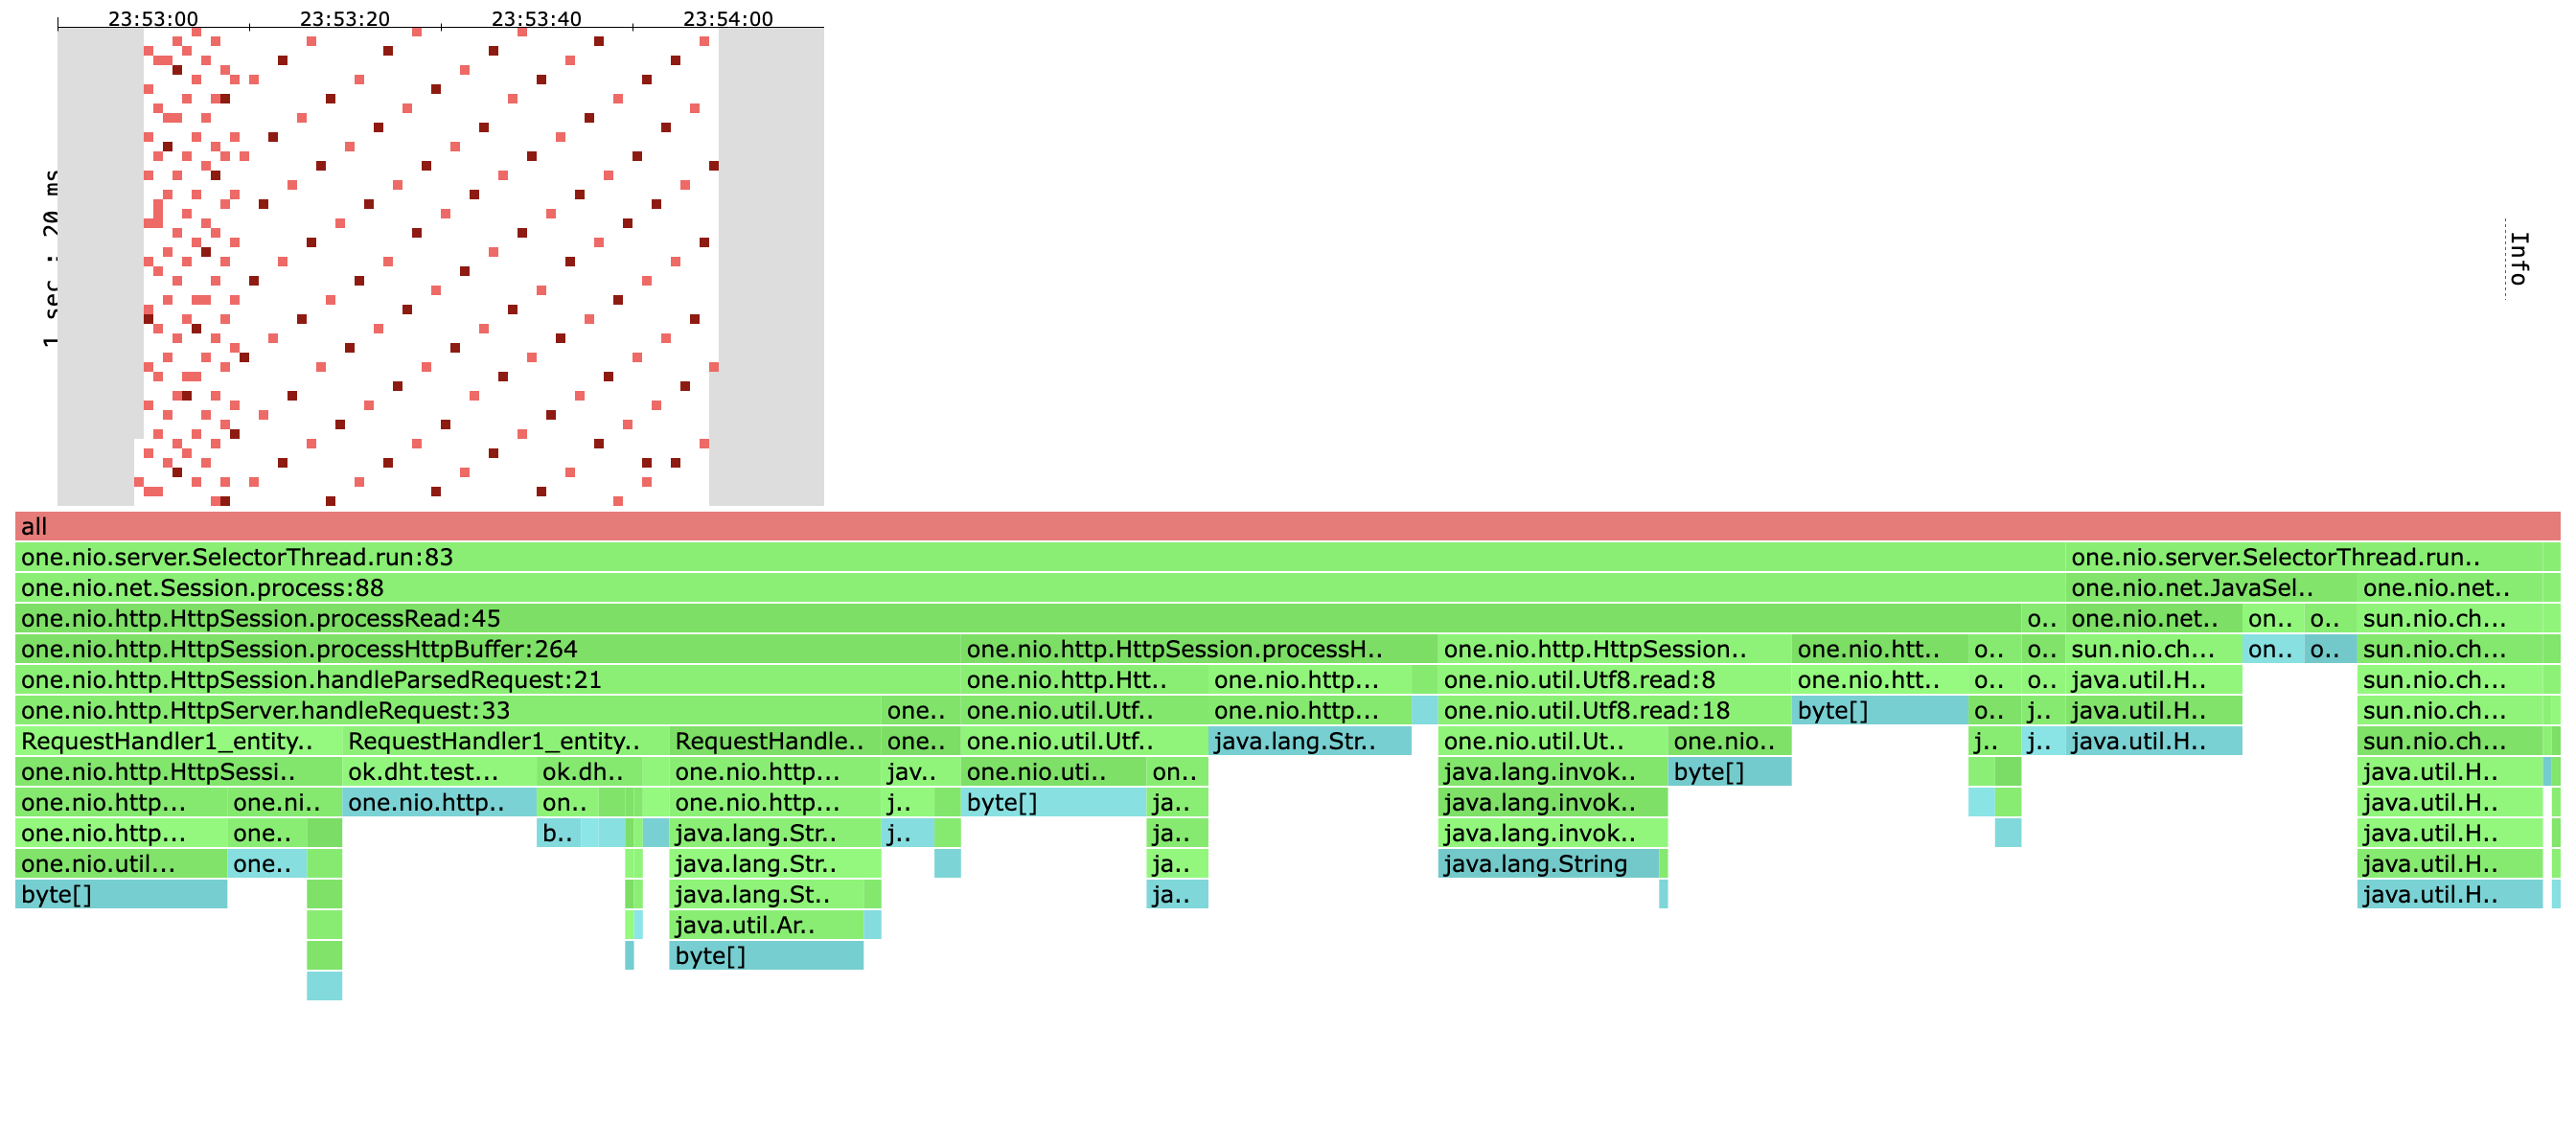 23:53:00 23:53:20 23:53:40 23:54:00
1 sec : 20 ms
Info
all
one.nio.server.SelectorThread.run:83 one.nio.server.SelectorThread.run..
one.nio.net.Session.process:88 one.nio.net.JavaSel.. one.nio.net..
one.nio.http.HttpSession.processRead:45 o.. one.nio.net.. on.. o.. sun.nio.ch...
one.nio.http.HttpSession.processHttpBuffer:264 one.nio.http.HttpSession.processH.. one.nio.http.HttpSession.. one.nio.htt.. o.. o.. sun.nio.ch... on.. o.. sun.nio.ch...
one.nio.http.HttpSession.handleParsedRequest:21 one.nio.http.Htt.. one.nio.http... one.nio.util.Utf8.read:8 one.nio.htt.. o.. o.. java.util.H.. sun.nio.ch...
one.nio.http.HttpServer.handleRequest:33 one.. one.nio.util.Utf.. one.nio.http... one.nio.util.Utf8.read:18 byte[] o.. j.. java.util.H.. sun.nio.ch...
RequestHandler1_entity.. RequestHandler1_entity.. RequestHandle.. one.. one.nio.util.Utf.. java.lang.Str.. one.nio.util.Ut.. one.nio.. j.. j.. java.util.H.. sun.nio.ch...
one.nio.http.HttpSessi.. ok.dht.test... ok.dh.. one.nio.http... jav.. one.nio.uti.. on.. java.lang.invok.. byte[] java.util.H..
one.nio.http... one.ni.. one.nio.http.. on.. one.nio.http... j.. byte[] ja.. java.lang.invok.. java.util.H..
one.nio.http... one.. b.. java.lang.Str.. j.. ja.. java.lang.invok.. java.util.H..
one.nio.util... one.. java.lang.Str.. ja.. java.lang.String java.util.H..
byte[] java.lang.St.. ja.. java.util.H..
java.util.Ar..
byte[]